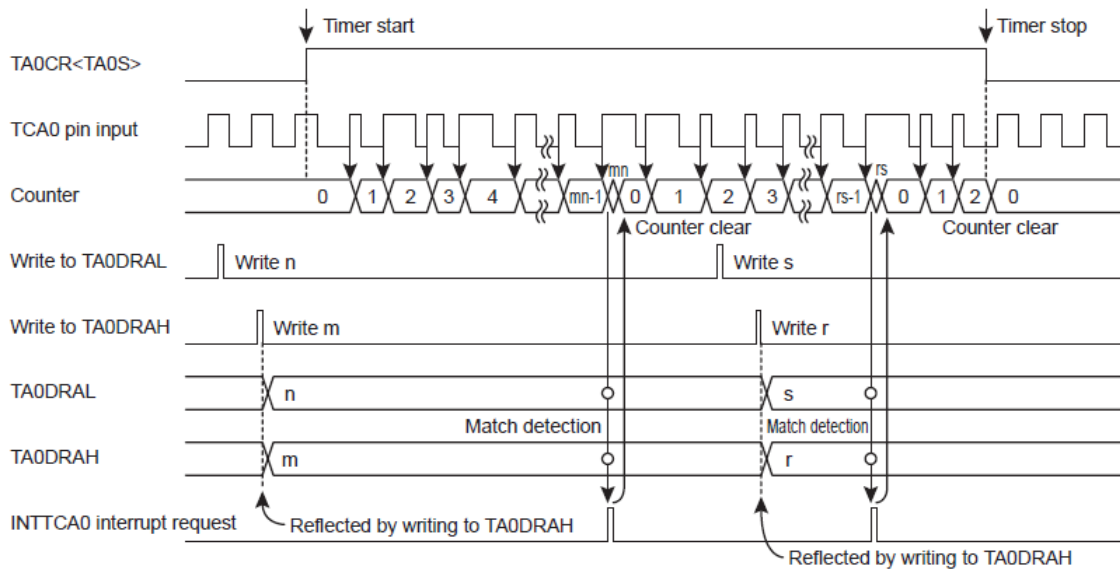 Timer start
Timer stop
TA0CR<TA0S>
TCA0 pin input
mn
rs
Counter
0 1 2 3 4 mn-1 0 1 2 3 rs-1 0 1 2 0
Counter clear
Counter clear
Write to TA0DRAL
Write n
Write s
Write to TA0DRAH
Write m
Write r
TA0DRAL
n
s
Match detection
Match detection
TA0DRAH
m
r
INTTCA0 interrupt request
Reflected by writing to TA0DRAH
Reflected by writing to TA0DRAH